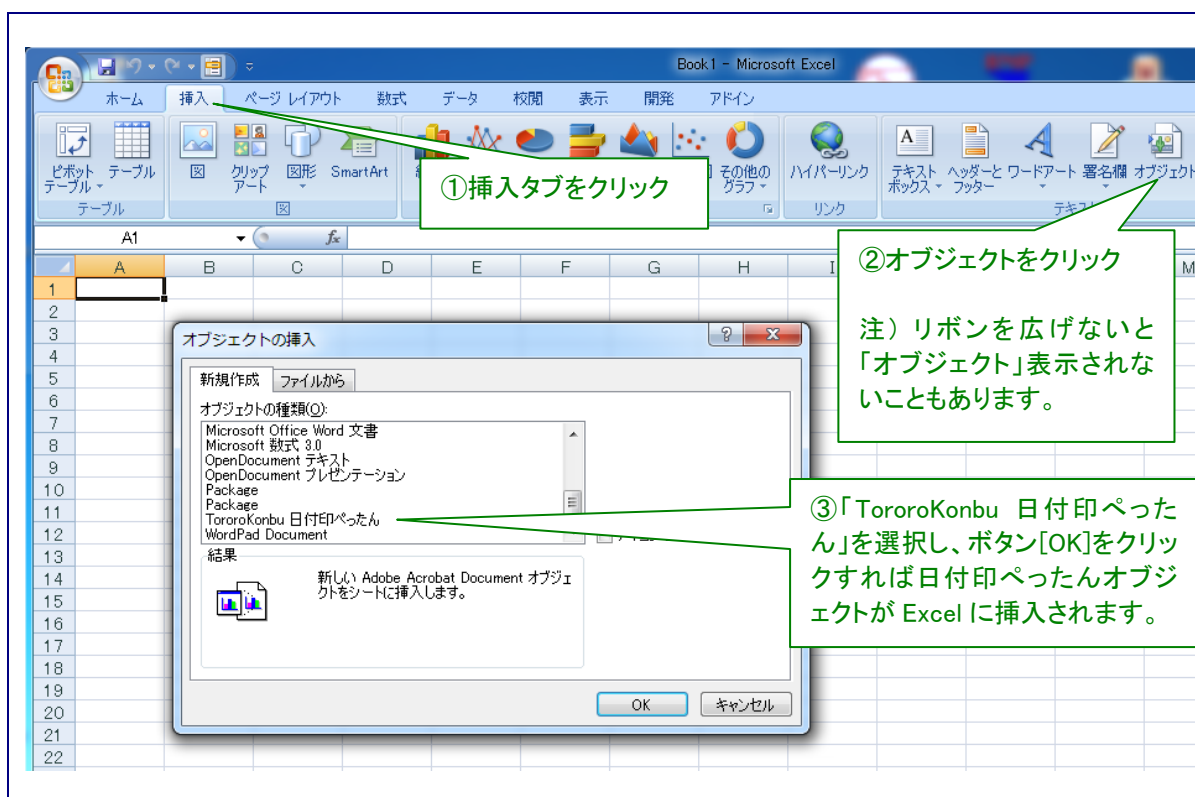 Book1 - Microsoft Excel
ホーム 挿入 ページ レイアウト 数式 データ 校閲 表示 開発 アドイン
ピボット テーブル 図 クリップ 図形 SmartArt その他の ハイパーリンク テキスト ヘッダーと ワードアート 署名欄 オブジェクト
テーブル アート グラフ ボックス フッター
テーブル 図 リンク
①挿入タブをクリック
A1 fx
A B C D E F G H I M
②オブジェクトをクリック
注）リボンを広げないと
「オブジェクト」表示されな
いこともあります。
1
2
3
4
5
6
7
8
9
10
11
12
13
14
15
16
17
18
19
20
21
22
オブジェクトの挿入
新規作成 ファイルから
オブジェクトの種類(O):
Microsoft Office Word 文書
Microsoft 数式 3.0
OpenDocument テキスト
OpenDocument プレゼンテーション
Package
Package
TororoKonbu 日付印ぺったん
WordPad Document
結果
新しい Adobe Acrobat Document オブジェ
クトをシートに挿入します。
OK キャンセル
③「TororoKonbu 日付印ぺった
ん」を選択し、ボタン[OK]をクリッ
クすれば日付印ぺったんオブジ
ェクトが Excel に挿入されます。